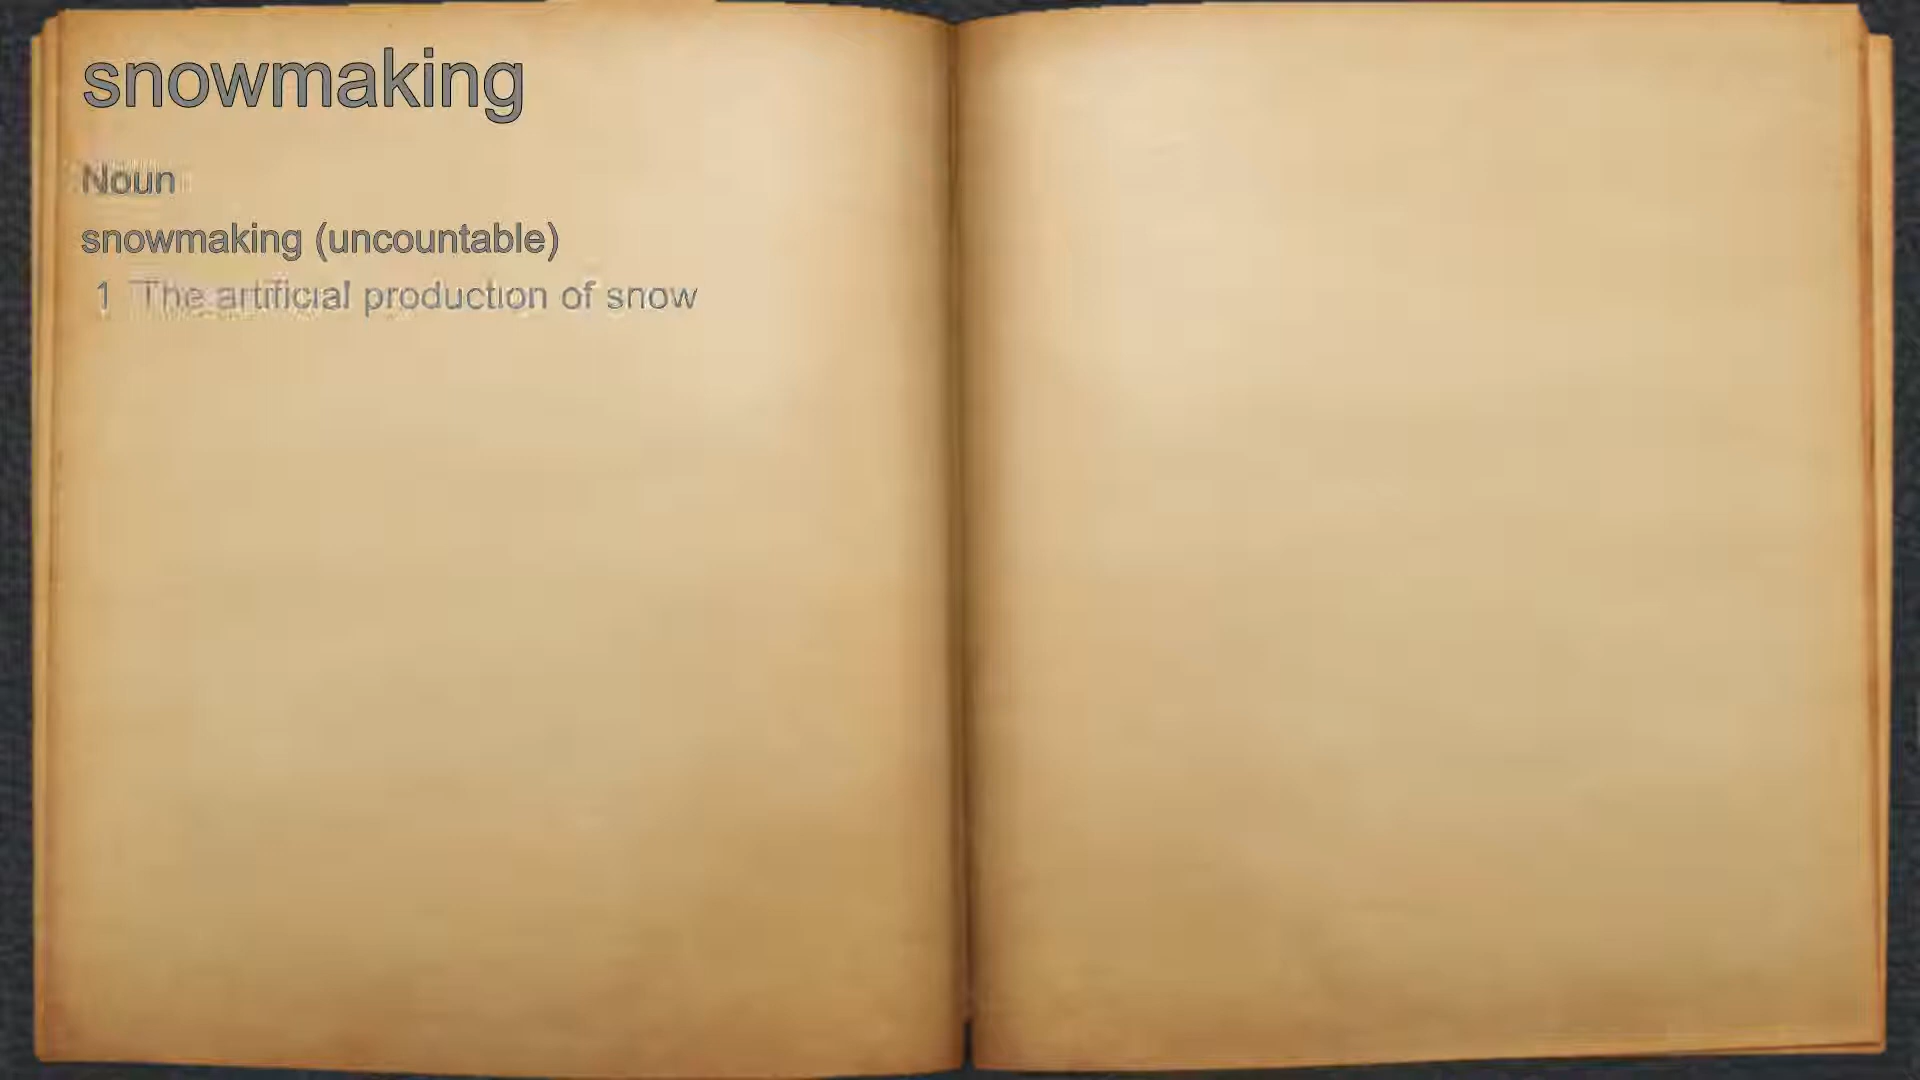 snowmaking
Noun
snowmaking (uncountable)
1 The artificial production of snow